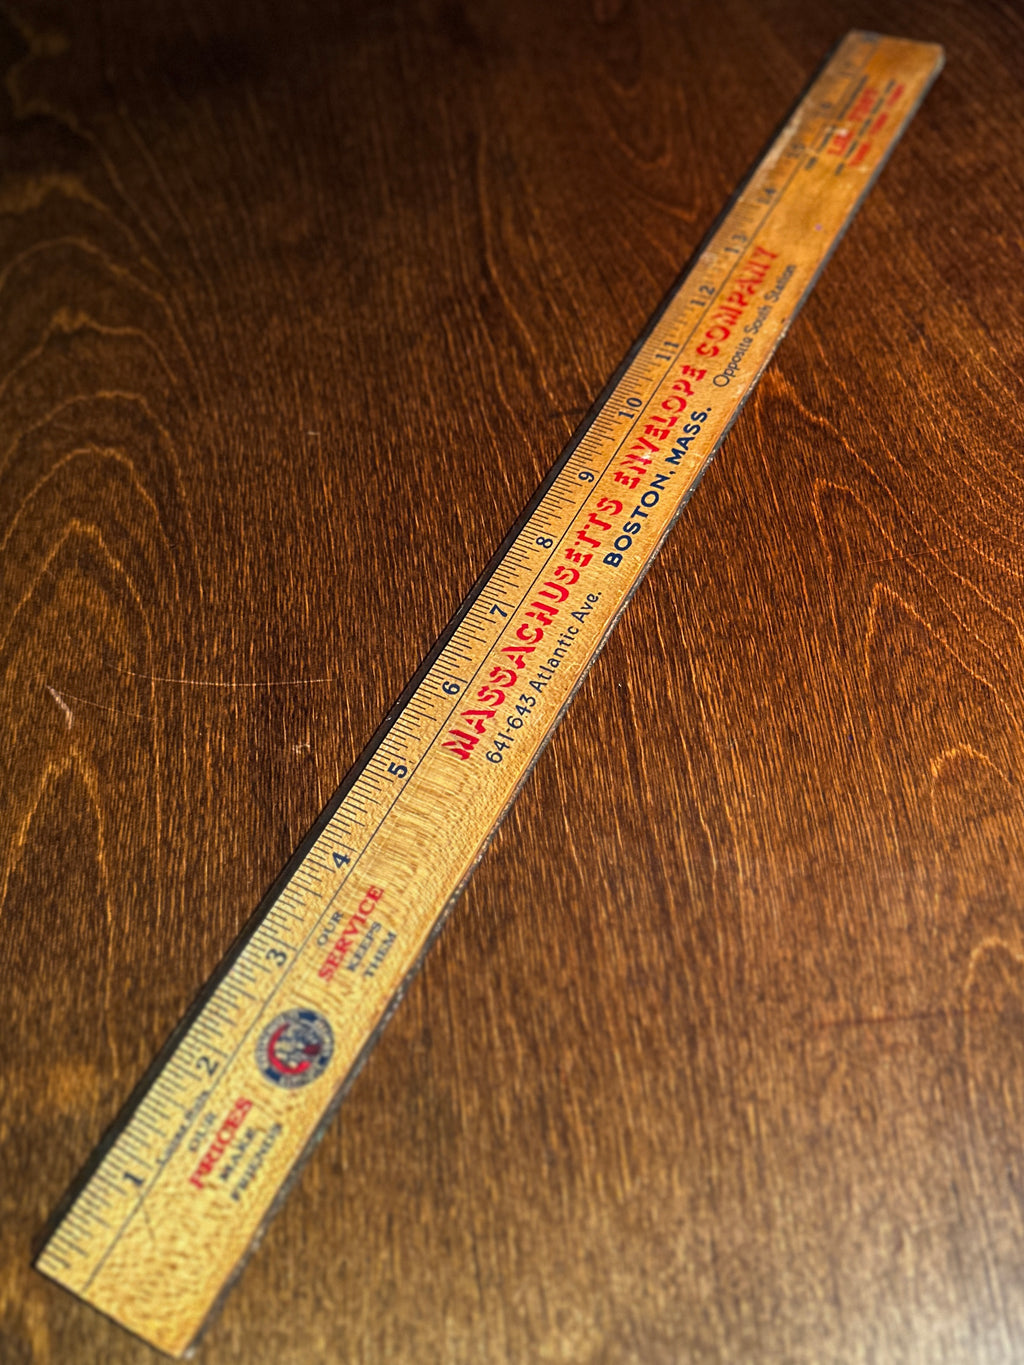 1 2 3 4 5 6 7 8 9 10 11 12 13 14
OUR
PRICES
MAKE
FRIENDS
OUR
SERVICE
KEEPS
THEM
MASSACHUSETTS ENVELOPE COMPANY
641-643 Atlantic Ave. BOSTON, MASS. Opposite South Station